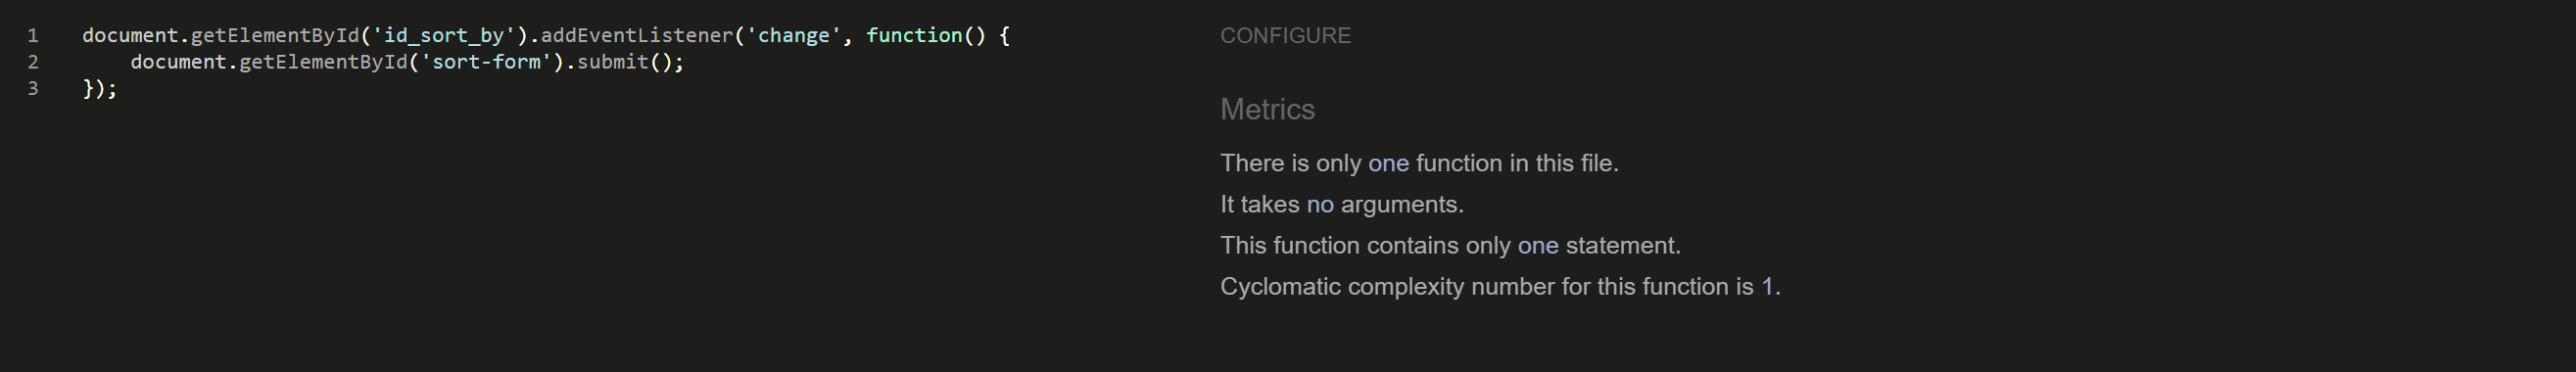 1 document.getElementById('id_sort_by').addEventListener('change', function() {
2     document.getElementById('sort-form').submit();
3 });
CONFIGURE
Metrics
There is only one function in this file.
It takes no arguments.
This function contains only one statement.
Cyclomatic complexity number for this function is 1.